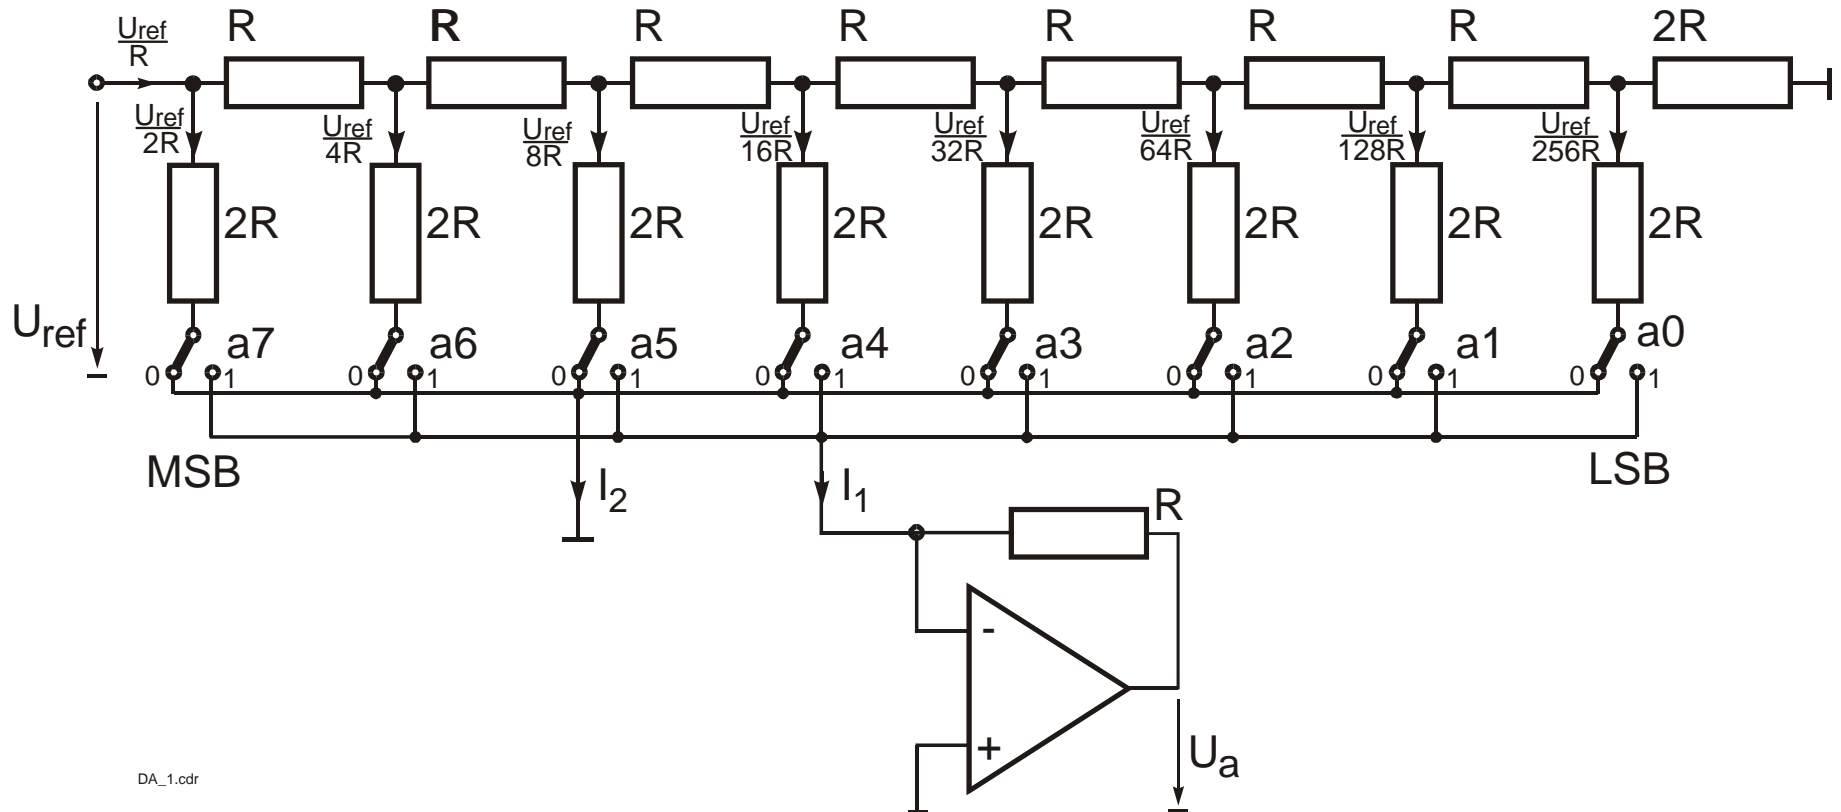 R R R R R R R 2R
Uref
R
Uref
2R
Uref
4R
Uref
8R
Uref
16R
Uref
32R
Uref
64R
Uref
128R
Uref
256R
2R 2R 2R 2R 2R 2R 2R 2R
Uref
a7 a6 a5 a4 a3 a2 a1 a0
0 1 0 1 0 1 0 1 0 1 0 1 0 1 0 1
MSB LSB
I2 I1 R
-
+
Ua
DA_1.cdr